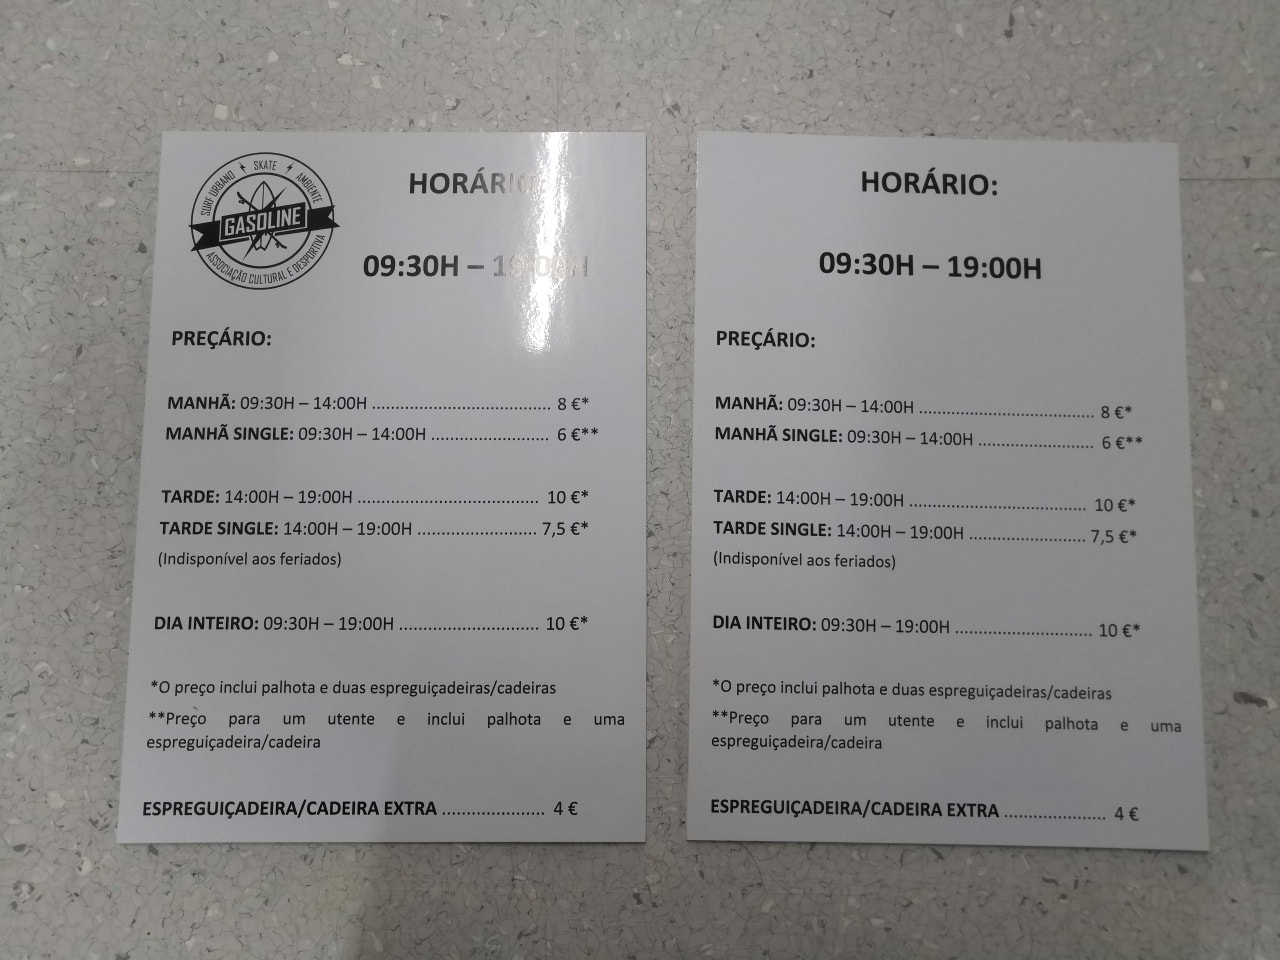 SURF URBANO SKATE AMBIENTE
GASOLINE
ASSOCIAÇÃO CULTURAL E DESPORTIVA
HORÁRIO:
09:30H – 19:00H
PREÇÁRIO:
MANHÃ: 09:30H – 14:00H ....................................... 8 €*
MANHÃ SINGLE: 09:30H – 14:00H ......................... 6 €**
TARDE: 14:00H – 19:00H ....................................... 10 €*
TARDE SINGLE: 14:00H – 19:00H .......................... 7,5 €*
(Indisponível aos feriados)
DIA INTEIRO: 09:30H – 19:00H .............................. 10 €*
*O preço inclui palhota e duas espreguiçadeiras/cadeiras
**Preço para um utente e inclui palhota e uma
espreguiçadeira/cadeira
ESPREGUIÇADEIRA/CADEIRA EXTRA ...................... 4 €
HORÁRIO:
09:30H – 19:00H
PREÇÁRIO:
MANHÃ: 09:30H – 14:00H ...................................... 8 €*
MANHÃ SINGLE: 09:30H – 14:00H ......................... 6 €**
TARDE: 14:00H – 19:00H ...................................... 10 €*
TARDE SINGLE: 14:00H – 19:00H ......................... 7,5 €*
(Indisponível aos feriados)
DIA INTEIRO: 09:30H – 19:00H ............................. 10 €*
*O preço inclui palhota e duas espreguiçadeiras/cadeiras
**Preço para um utente e inclui palhota e uma
espreguiçadeira/cadeira
ESPREGUIÇADEIRA/CADEIRA EXTRA ...................... 4 €